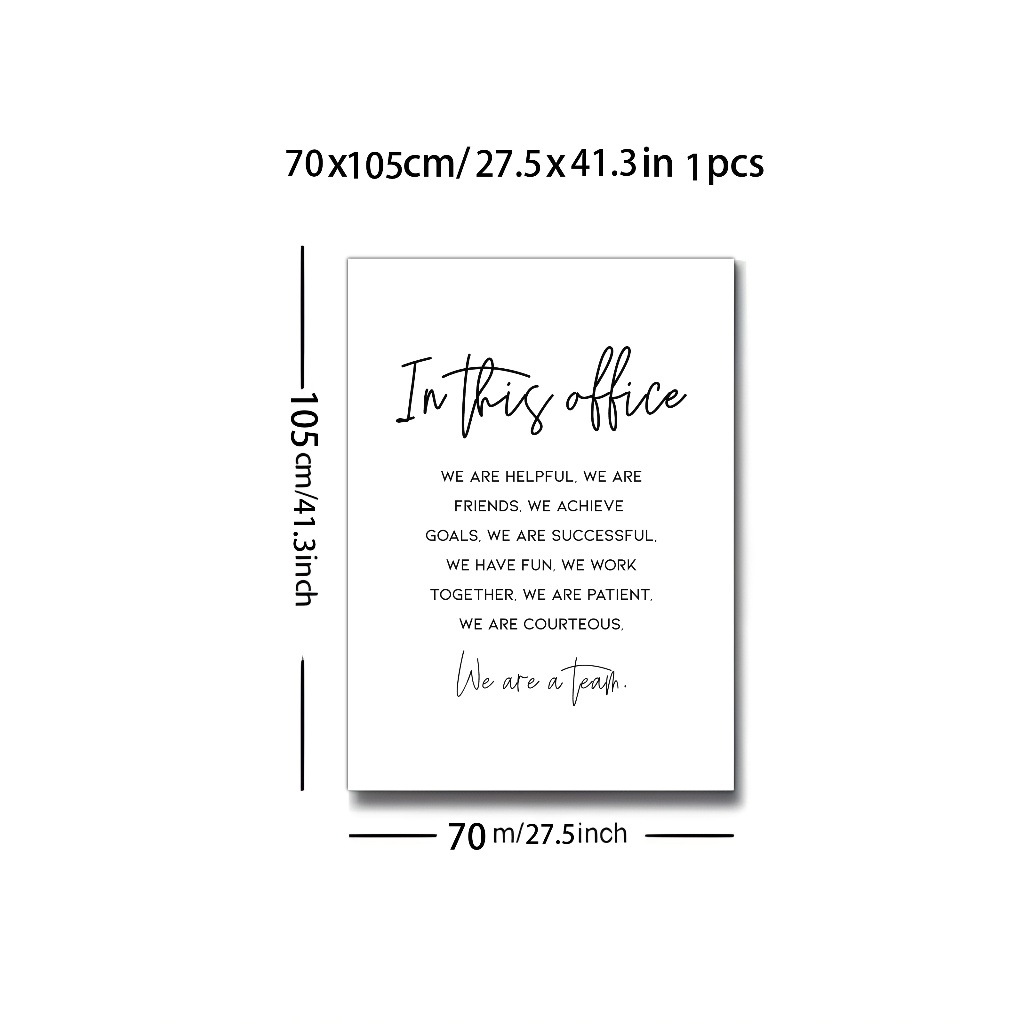 70x105cm/27.5x41.3in 1pcs
105cm/41.3inch
In this office
WE ARE HELPFUL, WE ARE
FRIENDS, WE ACHIEVE
GOALS, WE ARE SUCCESSFUL,
WE HAVE FUN, WE WORK
TOGETHER, WE ARE PATIENT,
WE ARE COURTEOUS,
We are a team.
70 m/27.5inch